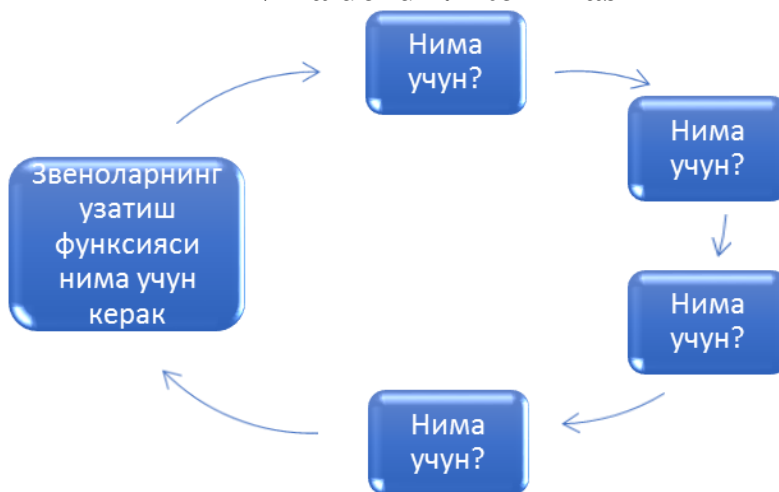 Нима
учун?
Нима
учун?
Звеноларнинг
узатиш
функсияси
нима учун
керак
Нима
учун?
Нима
учун?